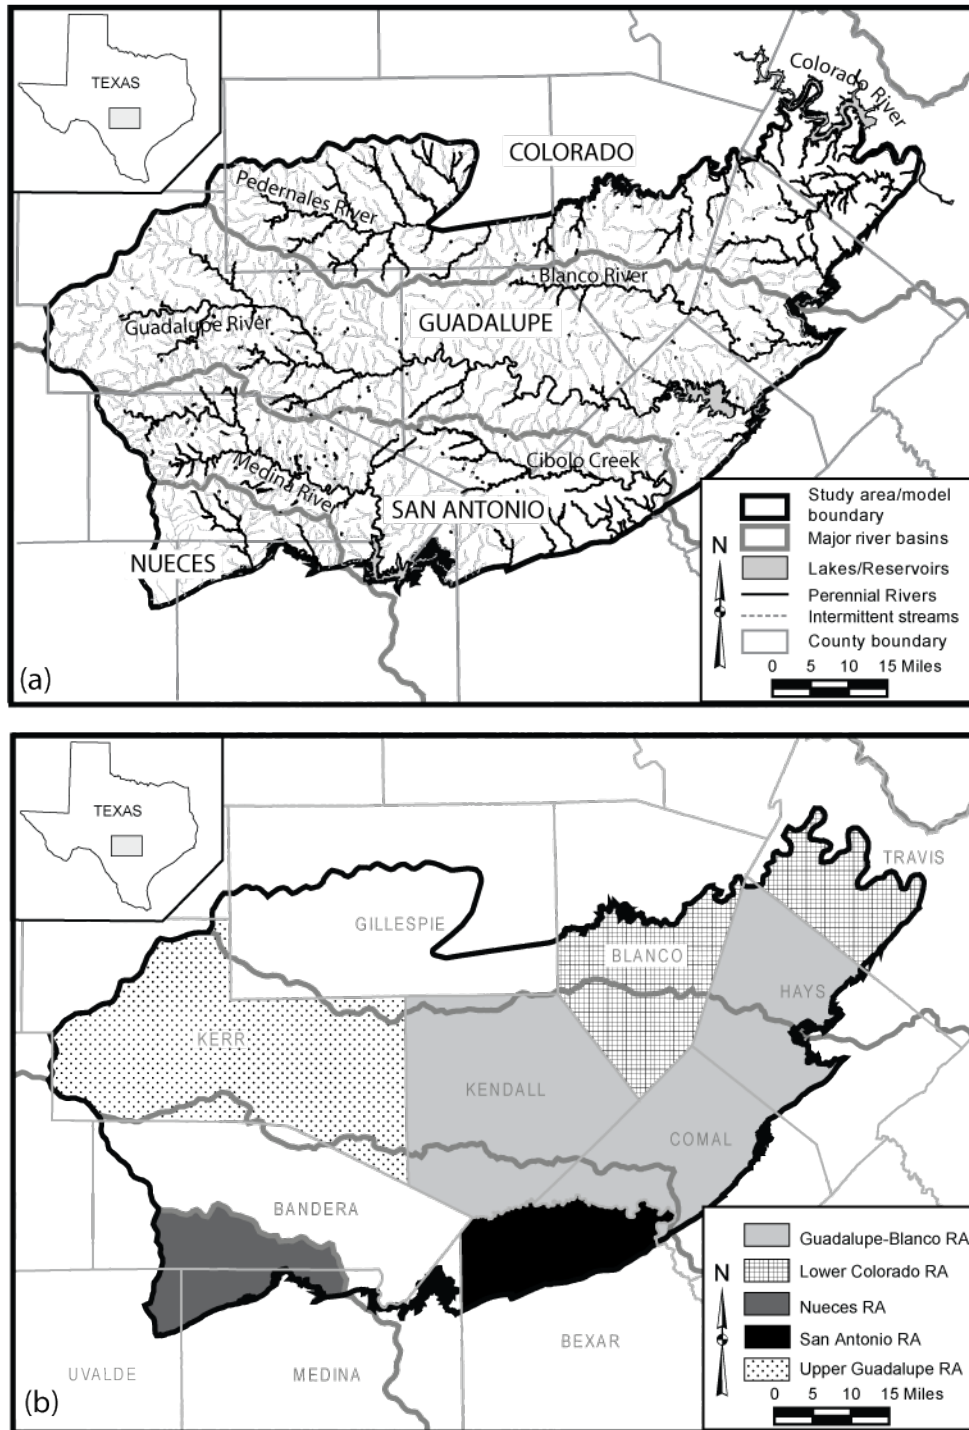 TEXAS
Colorado River
COLORADO
Pedernales River
Blanco River
Guadalupe River
GUADALUPE
Medina River
Cibolo Creek
SAN ANTONIO
NUECES
N
Study area/model
boundary
Major river basins
Lakes/Reservoirs
Perennial Rivers
Intermittent streams
County boundary
0 5 10 15 Miles
(a)
TEXAS
TRAVIS
GILLESPIE
BLANCO
HAYS
KERR
KENDALL
COMAL
BANDERA
BEXAR
UVALDE
MEDINA
N
Guadalupe-Blanco RA
Lower Colorado RA
Nueces RA
San Antonio RA
Upper Guadalupe RA
0 5 10 15 Miles
(b)